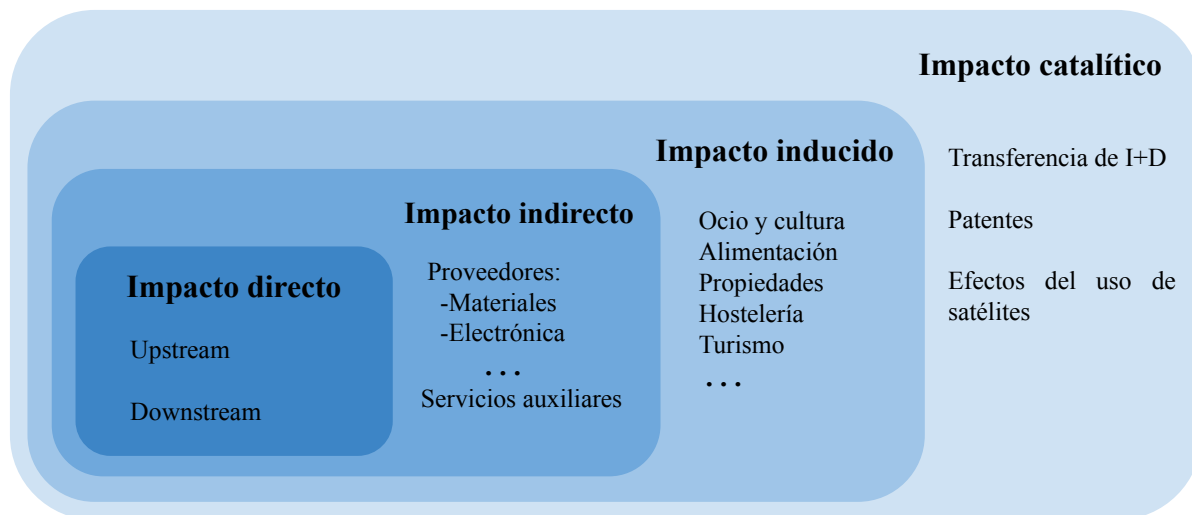 Impacto catalítico
Transferencia de I+D
Patentes
Efectos del uso de
satélites
Impacto inducido
Ocio y cultura
Alimentación
Propiedades
Hostelería
Turismo
...
Impacto indirecto
Proveedores:
-Materiales
-Electrónica
...
Servicios auxiliares
Impacto directo
Upstream
Downstream